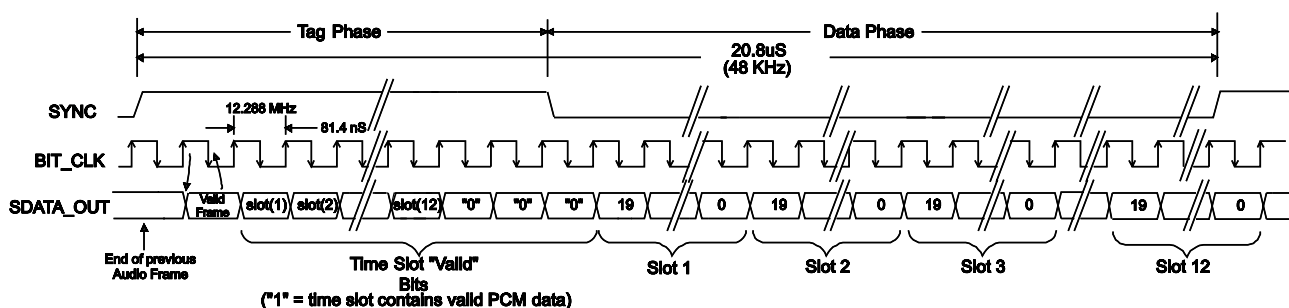 Tag Phase
Data Phase
20.8uS
(48 KHz)
SYNC
12.288 MHz
81.4 nS
BIT_CLK
SDATA_OUT
Valid
Frame
slot(1) slot(2) slot(12) "0" "0" "0" 19 0 19 0 19 0 19 0
End of previous
Audio Frame
Time Slot "Valid"
Bits
("1" = time slot contains valid PCM data)
Slot 1
Slot 2
Slot 3
Slot 12